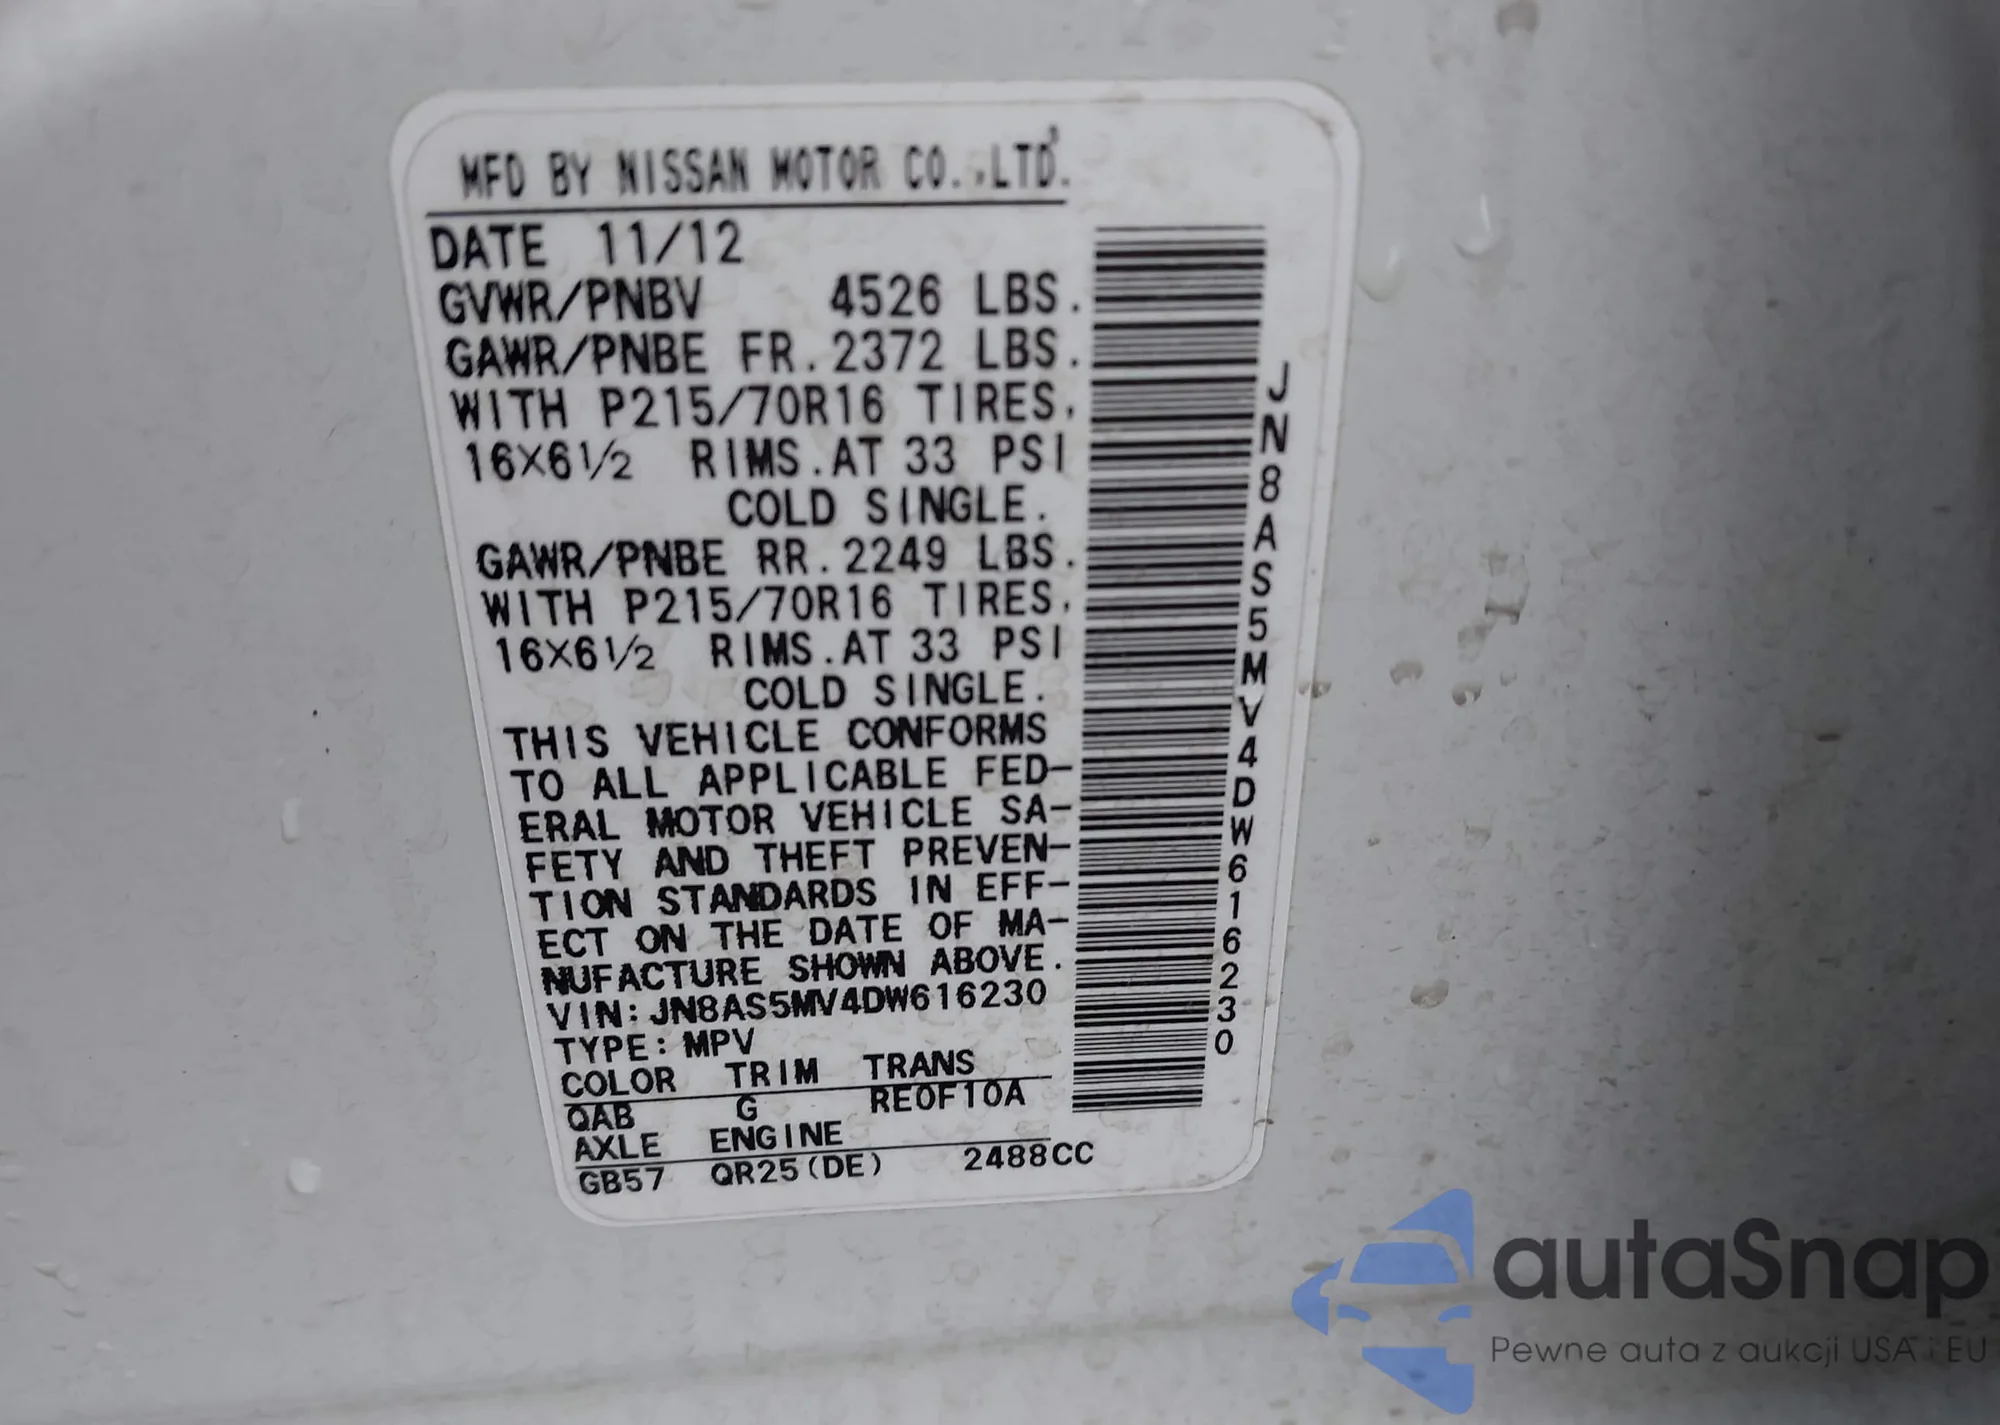 MFD BY NISSAN MOTOR CO.,LTD.
DATE 11/12
GVWR/PNBV 4526 LBS.
GAWR/PNBE FR.2372 LBS.
WITH P215/70R16 TIRES,
16X6 1/2 RIMS.AT 33 PSI
COLD SINGLE.
GAWR/PNBE RR.2249 LBS.
WITH P215/70R16 TIRES,
16X6 1/2 RIMS.AT 33 PSI
COLD SINGLE.
THIS VEHICLE CONFORMS
TO ALL APPLICABLE FED-
ERAL MOTOR VEHICLE SA-
FETY AND THEFT PREVEN-
TION STANDARDS IN EFF-
ECT ON THE DATE OF MA-
NUFACTURE SHOWN ABOVE.
VIN: JN8AS5MV4DW616230
TYPE: MPV
COLOR TRIM TRANS
QAB G RE0F10A
AXLE ENGINE
GB57 QR25(DE) 2488CC
JN8AS5MV4DW616230
autaSnap
Pewne auta z aukcji USA i EU